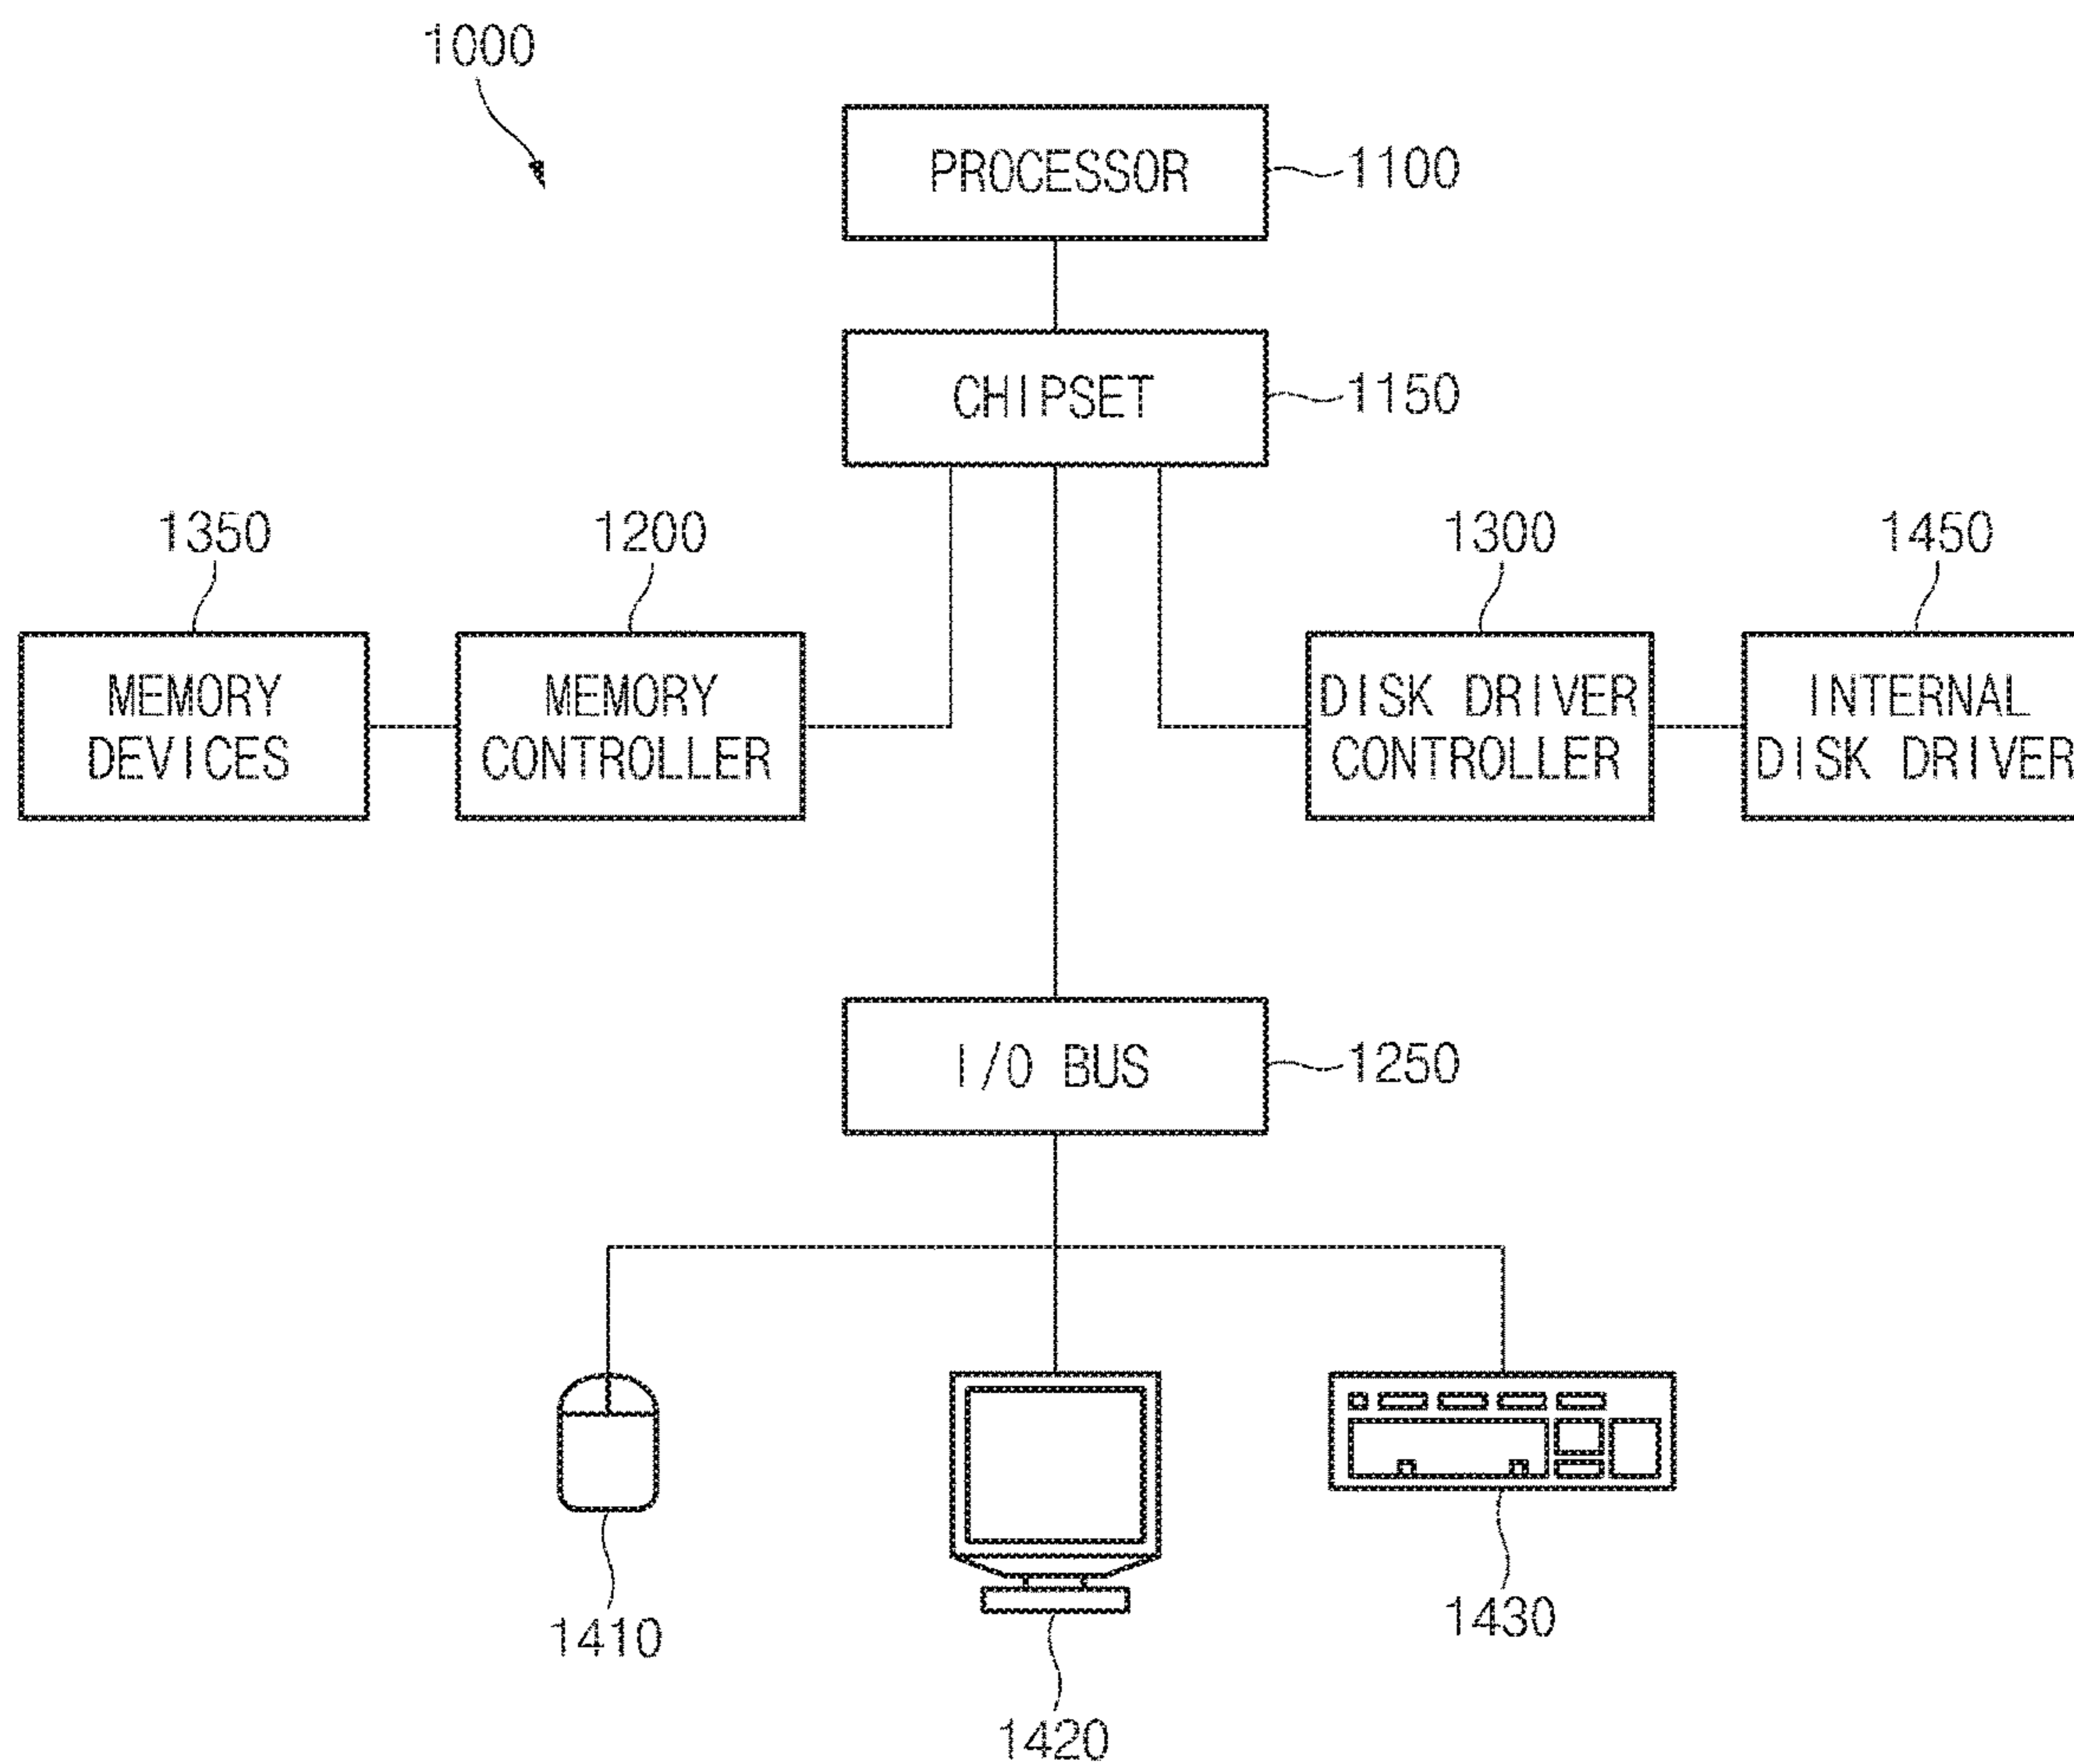 1000
PROCESSOR
1100
CHIPSET
1150
1350
1200
1300
1450
MEMORY
DEVICES
MEMORY
CONTROLLER
DISK DRIVER
CONTROLLER
INTERNAL
DISK DRIVER
I/O BUS
1250
1410
1420
1430